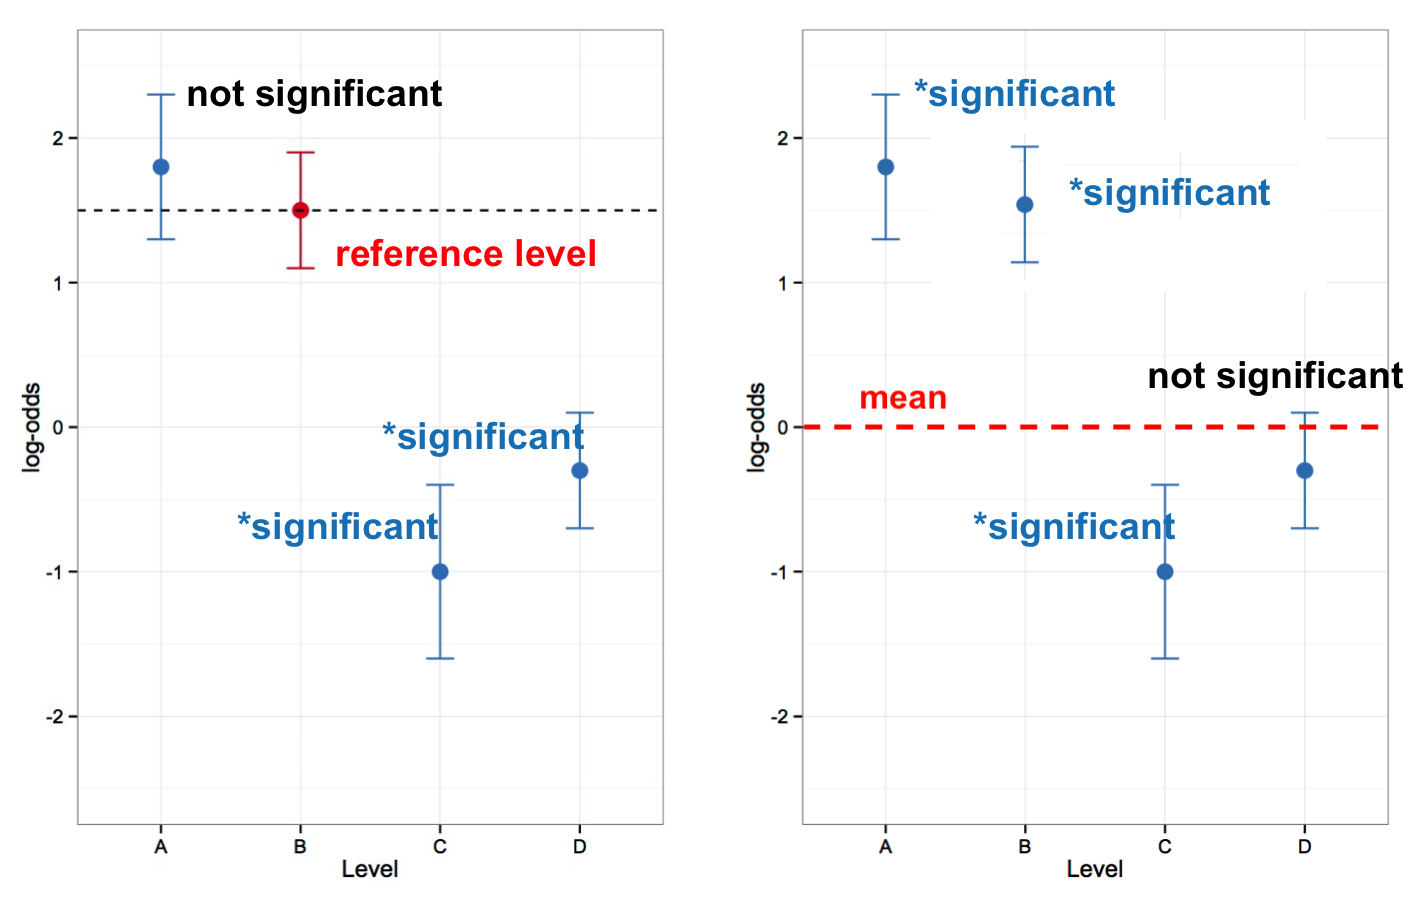 not significant
2
reference level
1
log-odds
0
*significant
*significant
-1
-2
A B C D
Level
*significant
2
*significant
1
not significant
mean
log-odds
0
*significant
-1
-2
A B C D
Level